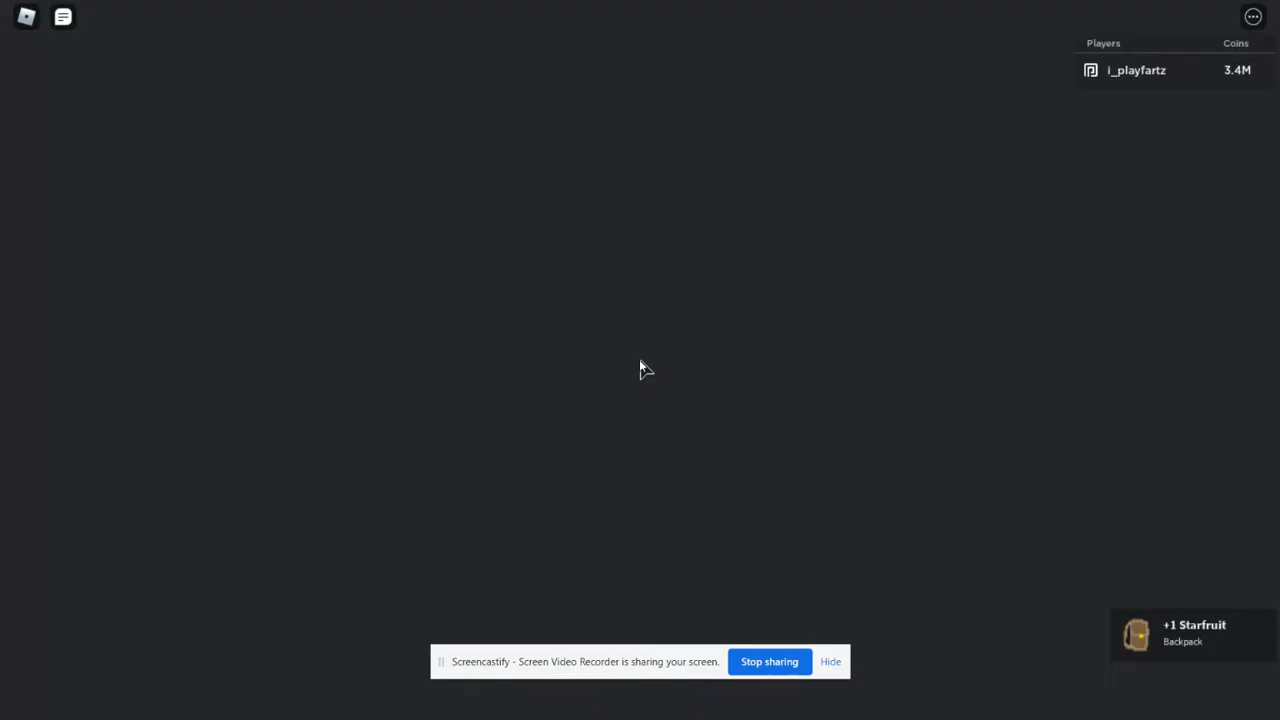 Players Coins
i_playfartz 3.4M
+1 Starfruit
Backpack
Screencastify - Screen Video Recorder is sharing your screen. Stop sharing Hide